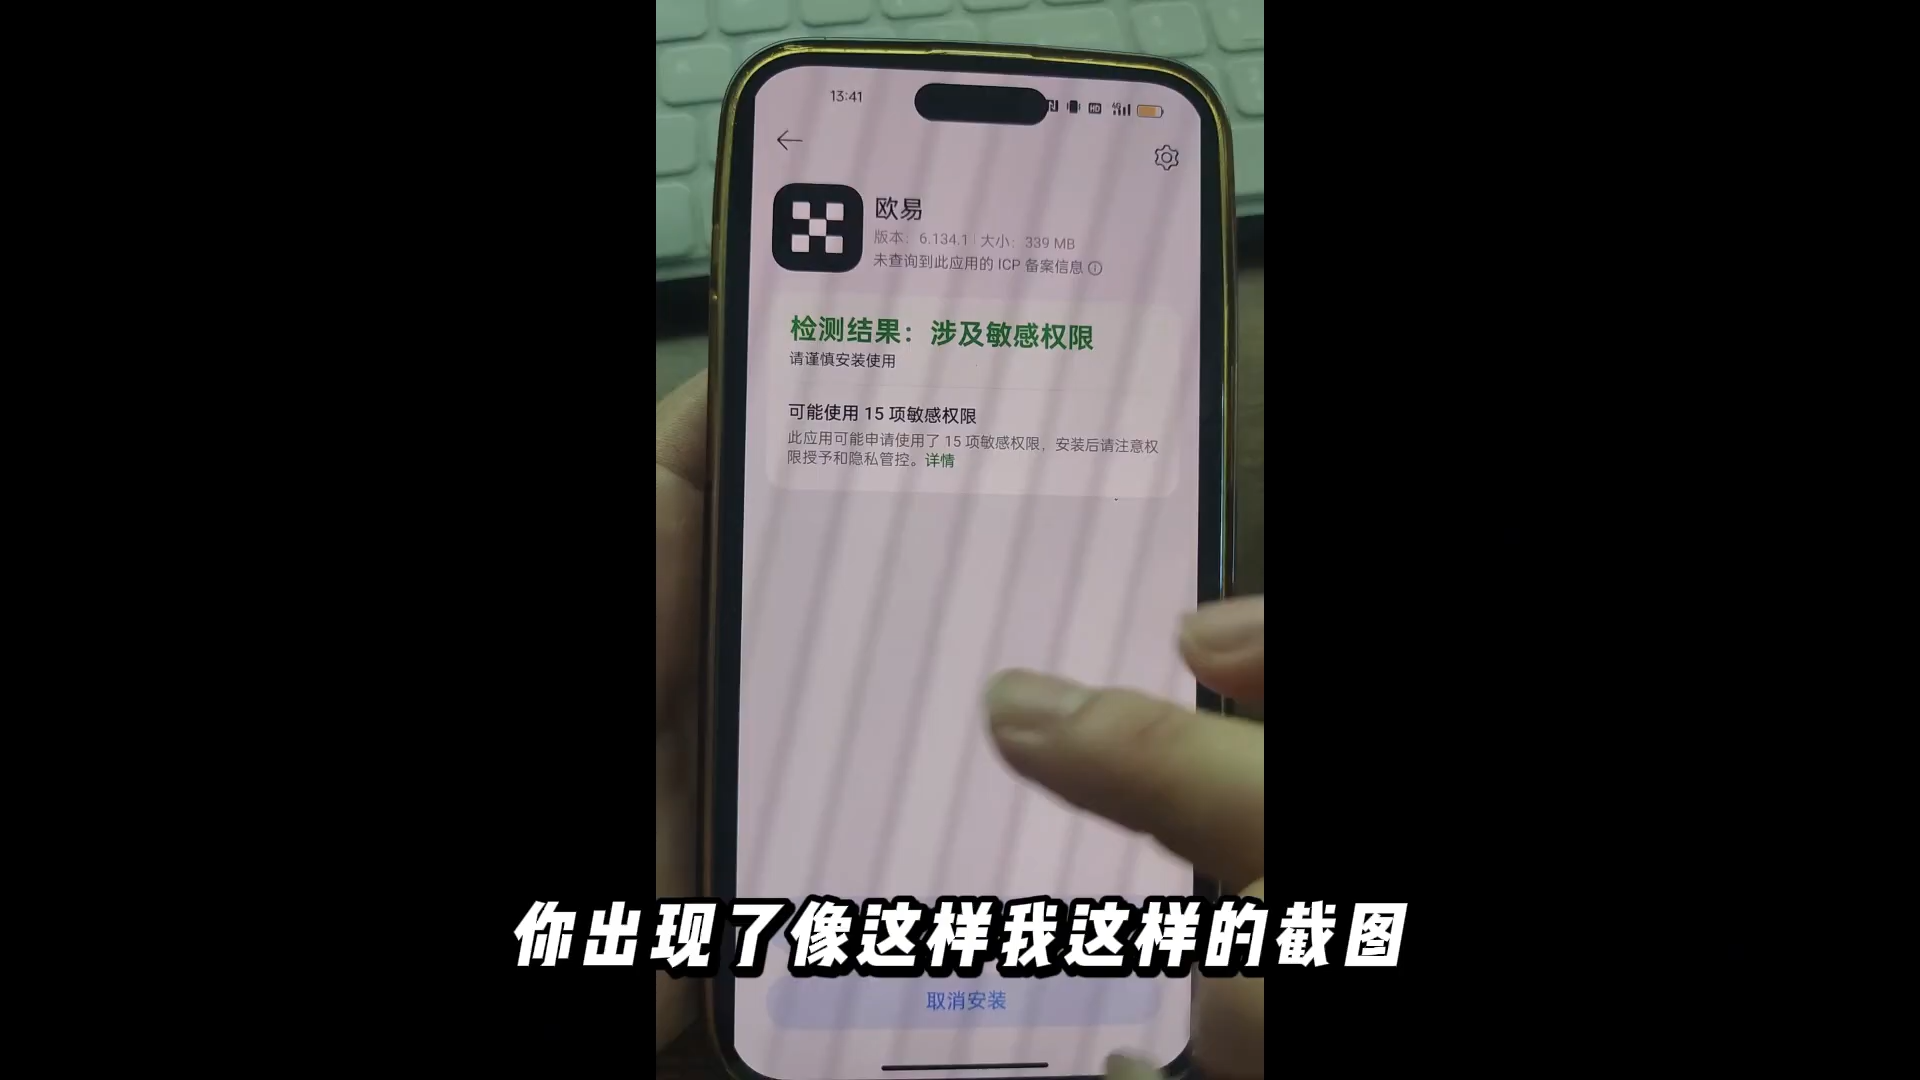 13:41
HD
4G
欧易
版本：6.134.1 | 大小：339 MB
未查询到此应用的 ICP 备案信息
检测结果：涉及敏感权限
请谨慎安装使用
可能使用 15 项敏感权限
此应用可能申请使用了 15 项敏感权限，安装后请注意权
限授予和隐私管控。详情
你出现了像这样我这样的截图
取消安装